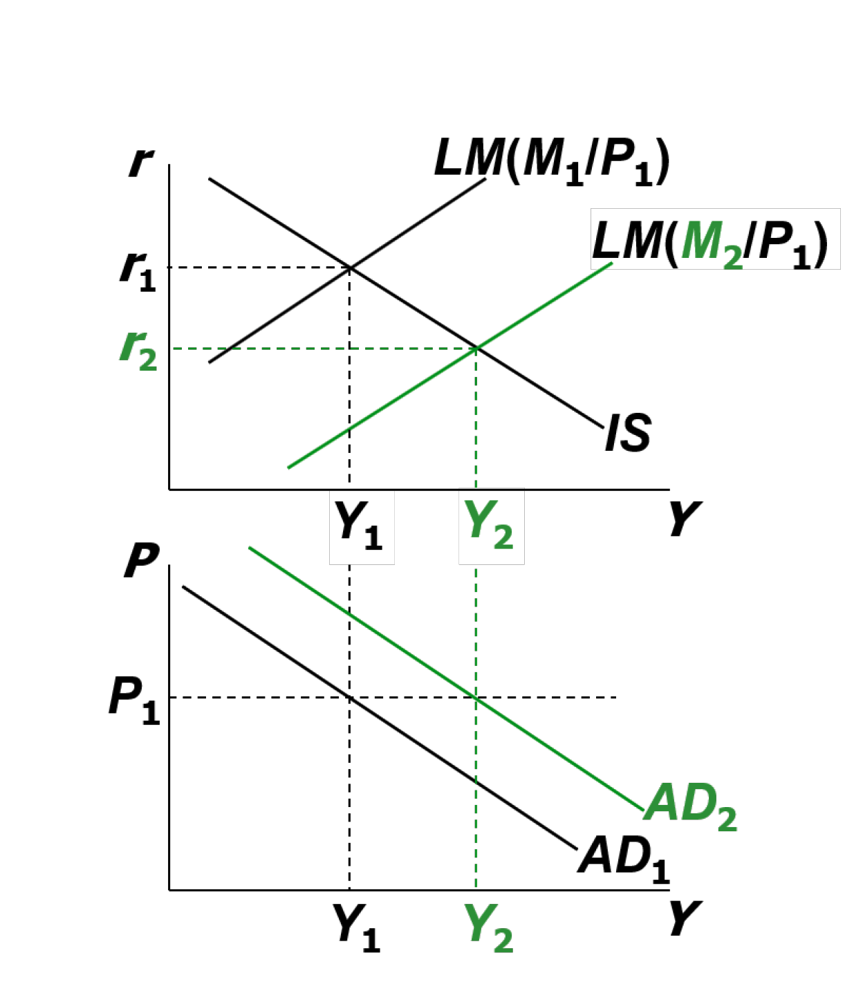 r
LM(M₁/P₁)
LM(M₂/P₁)
r₁
r₂
IS
Y₁
Y₂
Y
P
P₁
AD₂
AD₁
Y₁
Y₂
Y